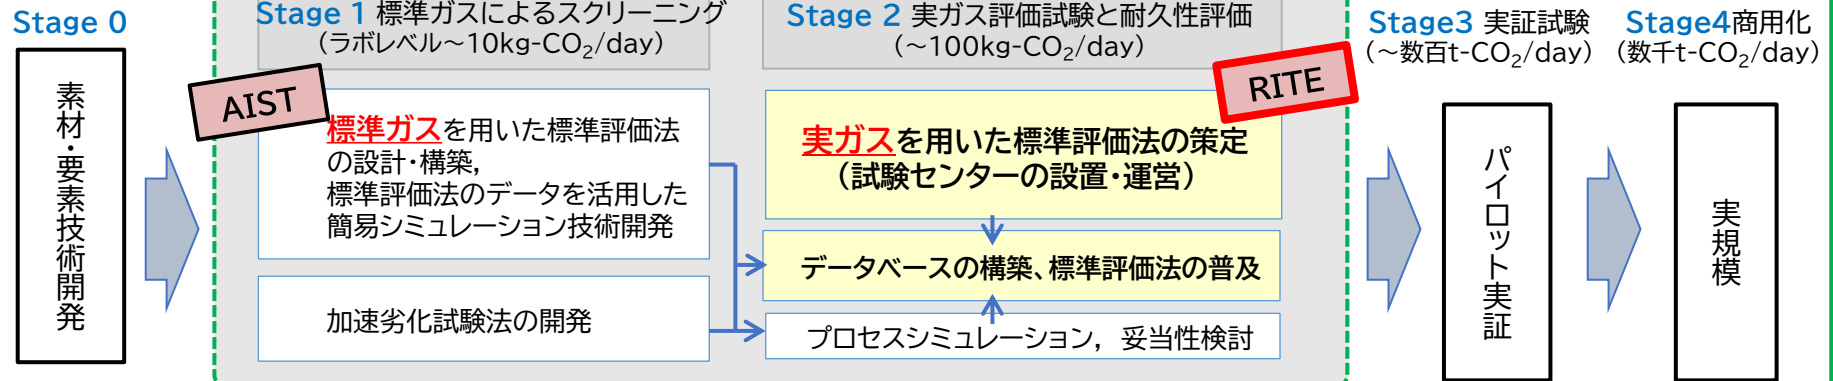 Stage 0
素材・要素技術開発
Stage 1 標準ガスによるスクリーニング
（ラボレベル～10kg-CO₂/day）
AIST
標準ガスを用いた標準評価法
の設計・構築，
標準評価法のデータを活用した
簡易シミュレーション技術開発
加速劣化試験法の開発
Stage 2 実ガス評価試験と耐久性評価
（～100kg-CO₂/day）
RITE
実ガスを用いた標準評価法の策定
（試験センターの設置・運営）
データベースの構築、標準評価法の普及
プロセスシミュレーション，妥当性検討
Stage3 実証試験
（～数百t-CO₂/day）
パイロット実証
Stage4商用化
（数千t-CO₂/day）
実規模